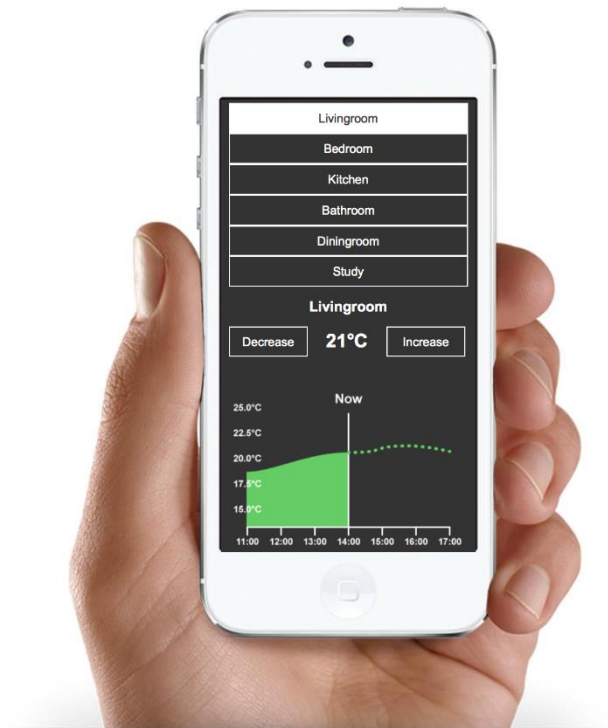 Livingroom
Bedroom
Kitchen
Bathroom
Diningroom
Study
Livingroom
Decrease 21°C Increase
Now
25.0°C
22.5°C
20.0°C
17.5°C
15.0°C
11:00 12:00 13:00 14:00 15:00 16:00 17:00